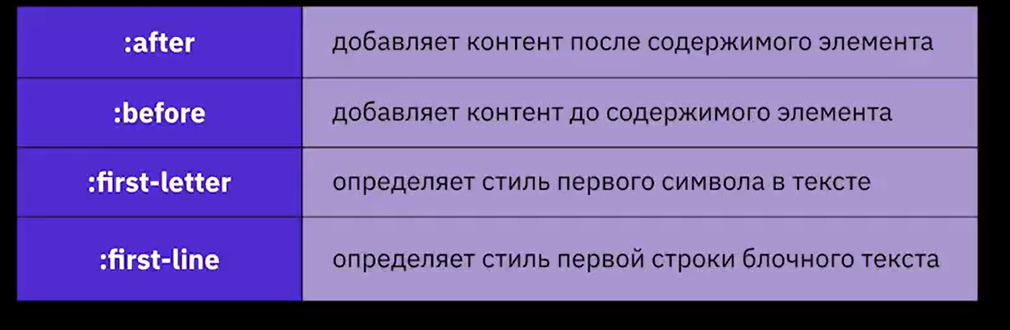 :after добавляет контент после содержимого элемента
:before добавляет контент до содержимого элемента
:first-letter определяет стиль первого символа в тексте
:first-line определяет стиль первой строки блочного текста